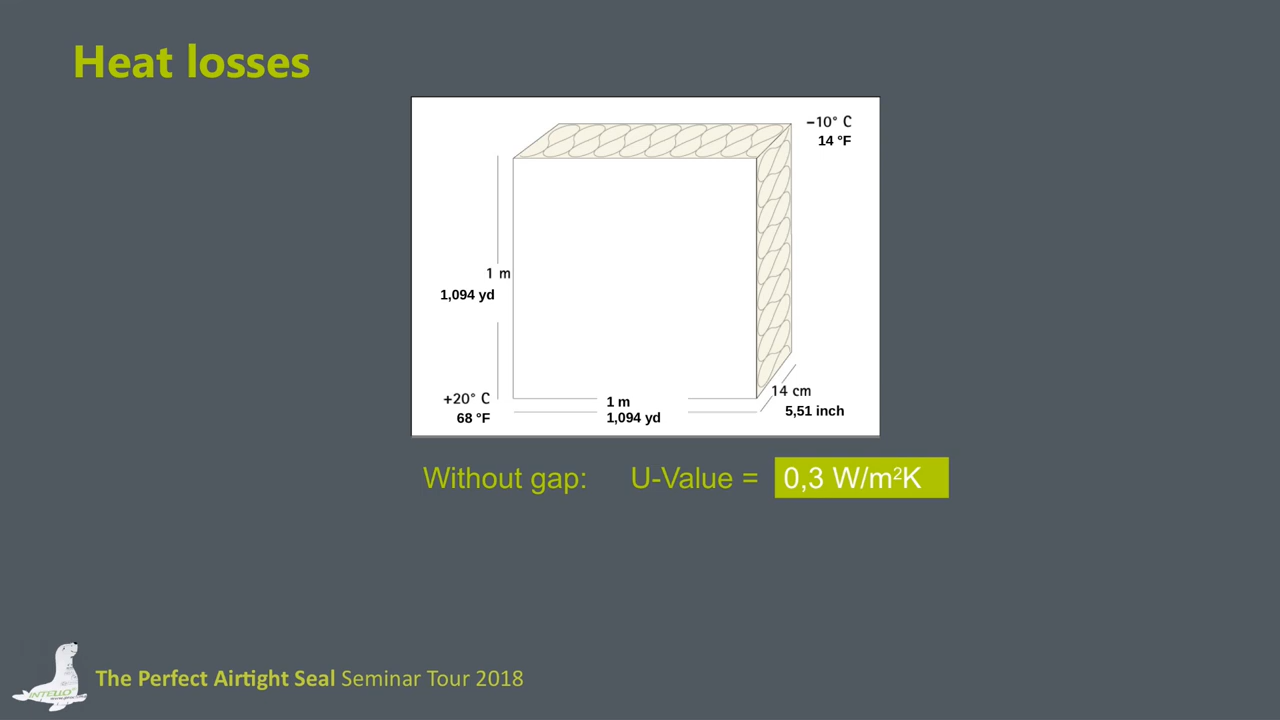 Heat losses
−10° C
14 °F
1 m
1,094 yd
+20° C
68 °F
1 m
1,094 yd
14 cm
5,51 inch
Without gap: U-Value = 0,3 W/m²K
INTELLO
The Perfect Airtight Seal Seminar Tour 2018